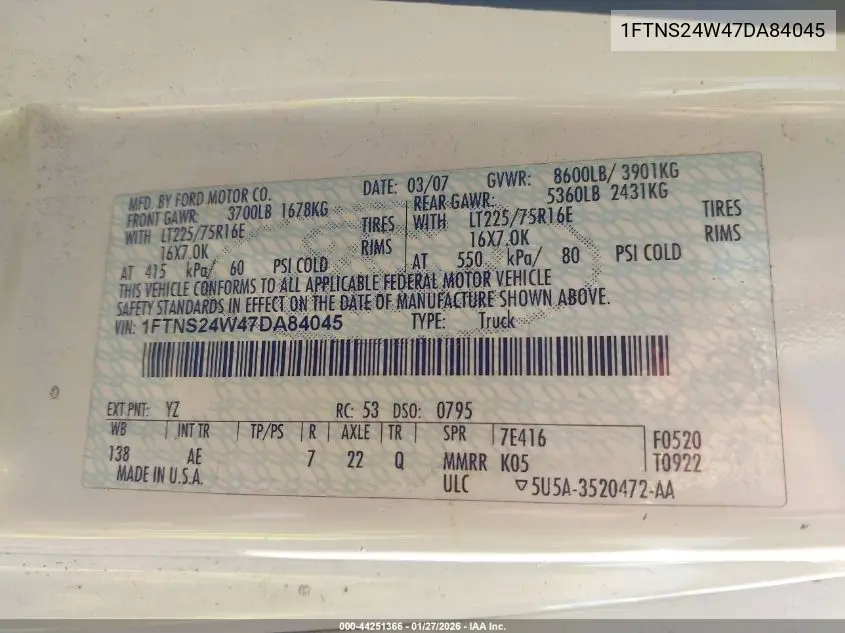 1FTNS24W47DA84045
MFD. BY FORD MOTOR CO.
DATE: 03/07
GVWR: 8600LB/ 3901KG
FRONT GAWR: 3700LB 1678KG
WITH LT225/75R16E TIRES
16X7.0K RIMS
AT 415 kPa/ 60 PSI COLD
REAR GAWR: 5360LB 2431KG
WITH LT225/75R16E TIRES
16X7.0K RIMS
AT 550 kPa/ 80 PSI COLD
THIS VEHICLE CONFORMS TO ALL APPLICABLE FEDERAL MOTOR VEHICLE
SAFETY STANDARDS IN EFFECT ON THE DATE OF MANUFACTURE SHOWN ABOVE.
VIN: 1FTNS24W47DA84045 TYPE: Truck
EXT PNT: YZ RC: 53 DSO: 0795
WB INT TR TP/PS R AXLE TR SPR 7E416 F0520
138 AE 7 22 Q MMRR K05 T0922
MADE IN U.S.A. ULC ▽5U5A-3520472-AA
000-44251366 - 01/27/2026 - IAA Inc.